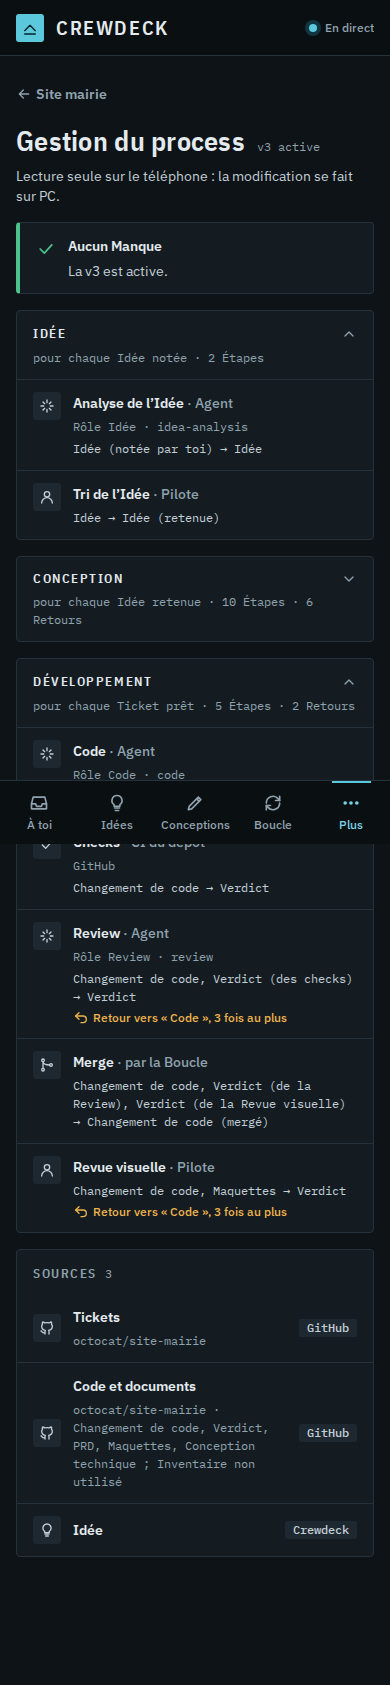 CREWDECK
En direct
← Site mairie
Gestion du process v3 active
Lecture seule sur le téléphone : la modification se fait
sur PC.
Aucun Manque
La v3 est active.
IDÉE
pour chaque Idée notée · 2 Étapes
Analyse de l’Idée · Agent
Rôle Idée · idea-analysis
Idée (notée par toi) → Idée
Tri de l’Idée · Pilote
Idée → Idée (retenue)
CONCEPTION
pour chaque Idée retenue · 10 Étapes · 6
Retours
DÉVELOPPEMENT
pour chaque Ticket prêt · 5 Étapes · 2 Retours
Code · Agent
Rôle Code · code
À toi
Idées
Conceptions
Boucle
Plus
GitHub
Changement de code → Verdict
Review · Agent
Rôle Review · review
Changement de code, Verdict (des checks)
→ Verdict
Retour vers « Code », 3 fois au plus
Merge · par la Boucle
Changement de code, Verdict (de la
Review), Verdict (de la Revue visuelle)
→ Changement de code (mergé)
Revue visuelle · Pilote
Changement de code, Maquettes → Verdict
Retour vers « Code », 3 fois au plus
SOURCES 3
Tickets
octocat/site-mairie
GitHub
Code et documents
octocat/site-mairie ·
Changement de code, Verdict,
PRD, Maquettes, Conception
technique ; Inventaire non
utilisé
GitHub
Idée
Crewdeck